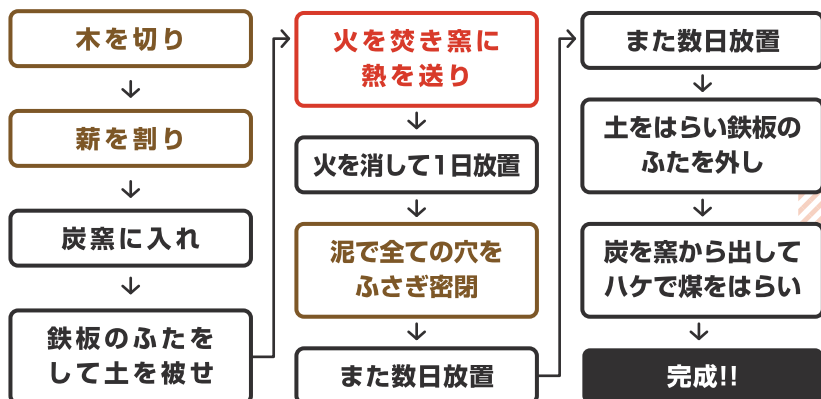 木を切り
薪を割り
炭窯に入れ
鉄板のふたを
して土を被せ
火を焚き窯に
熱を送り
火を消して1日放置
泥で全ての穴を
ふさぎ密閉
また数日放置
また数日放置
土をはらい鉄板の
ふたを外し
炭を窯から出して
ハケで煤をはらい
完成!!